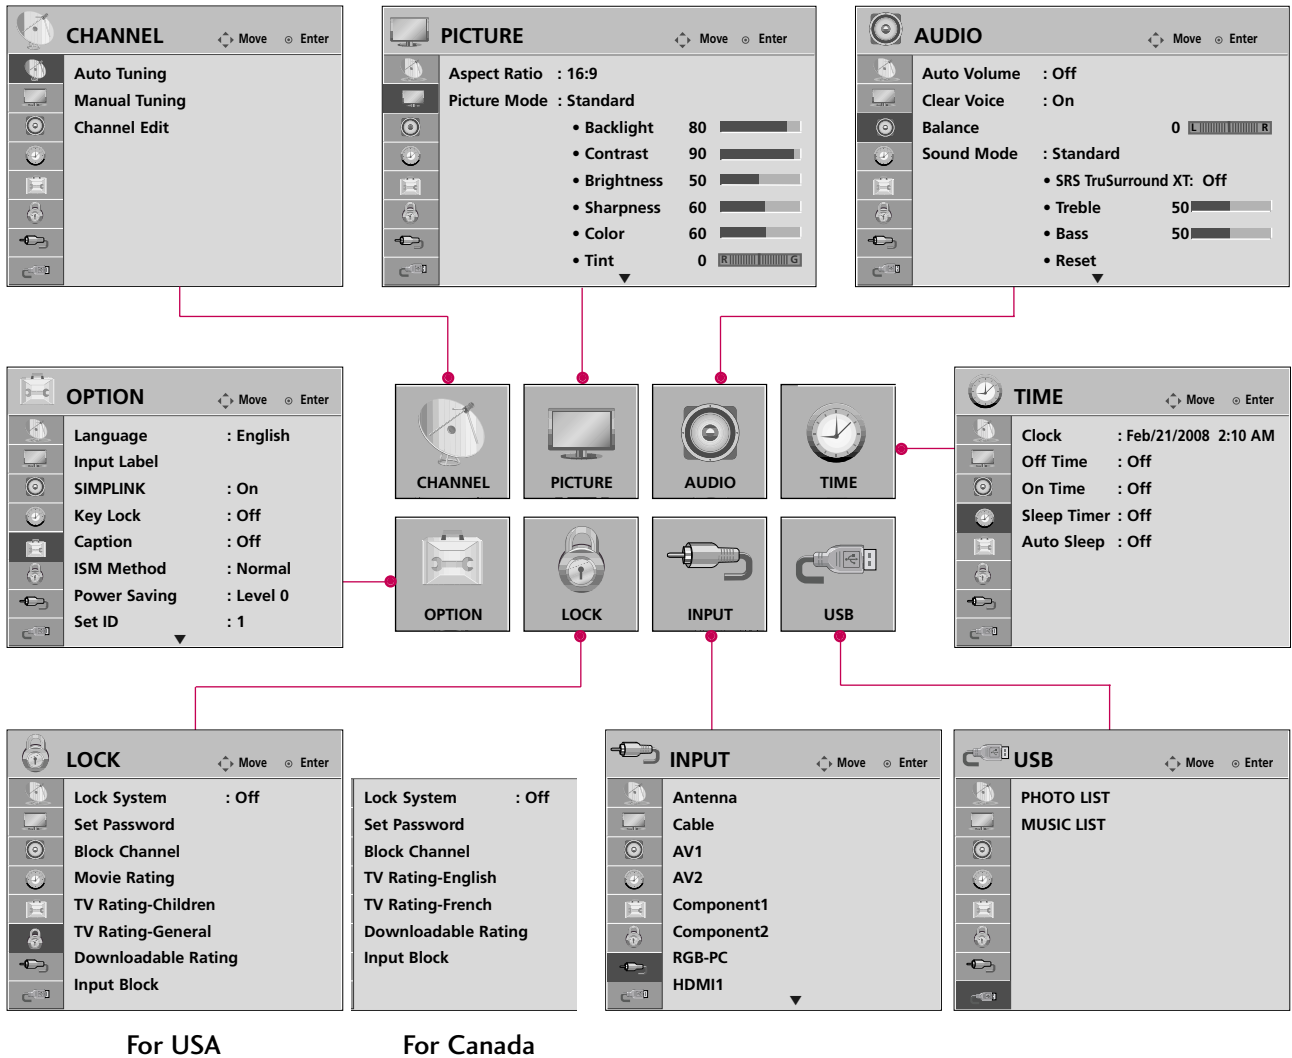 CHANNEL Move Enter
Auto Tuning
Manual Tuning
Channel Edit
PICTURE Move Enter
Aspect Ratio : 16:9
Picture Mode : Standard
• Backlight 80
• Contrast 90
• Brightness 50
• Sharpness 60
• Color 60
• Tint 0 R G
AUDIO Move Enter
Auto Volume : Off
Clear Voice : On
Balance 0 L R
Sound Mode : Standard
• SRS TruSurround XT: Off
• Treble 50
• Bass 50
• Reset
OPTION Move Enter
Language : English
Input Label
SIMPLINK : On
Key Lock : Off
Caption : Off
ISM Method : Normal
Power Saving : Level 0
Set ID : 1
CHANNEL
PICTURE
AUDIO
TIME
OPTION
LOCK
INPUT
USB
TIME Move Enter
Clock : Feb/21/2008 2:10 AM
Off Time : Off
On Time : Off
Sleep Timer : Off
Auto Sleep : Off
LOCK Move Enter
Lock System : Off
Set Password
Block Channel
Movie Rating
TV Rating-Children
TV Rating-General
Downloadable Rating
Input Block
For USA
Lock System : Off
Set Password
Block Channel
TV Rating-English
TV Rating-French
Downloadable Rating
Input Block
For Canada
INPUT Move Enter
Antenna
Cable
AV1
AV2
Component1
Component2
RGB-PC
HDMI1
USB Move Enter
PHOTO LIST
MUSIC LIST